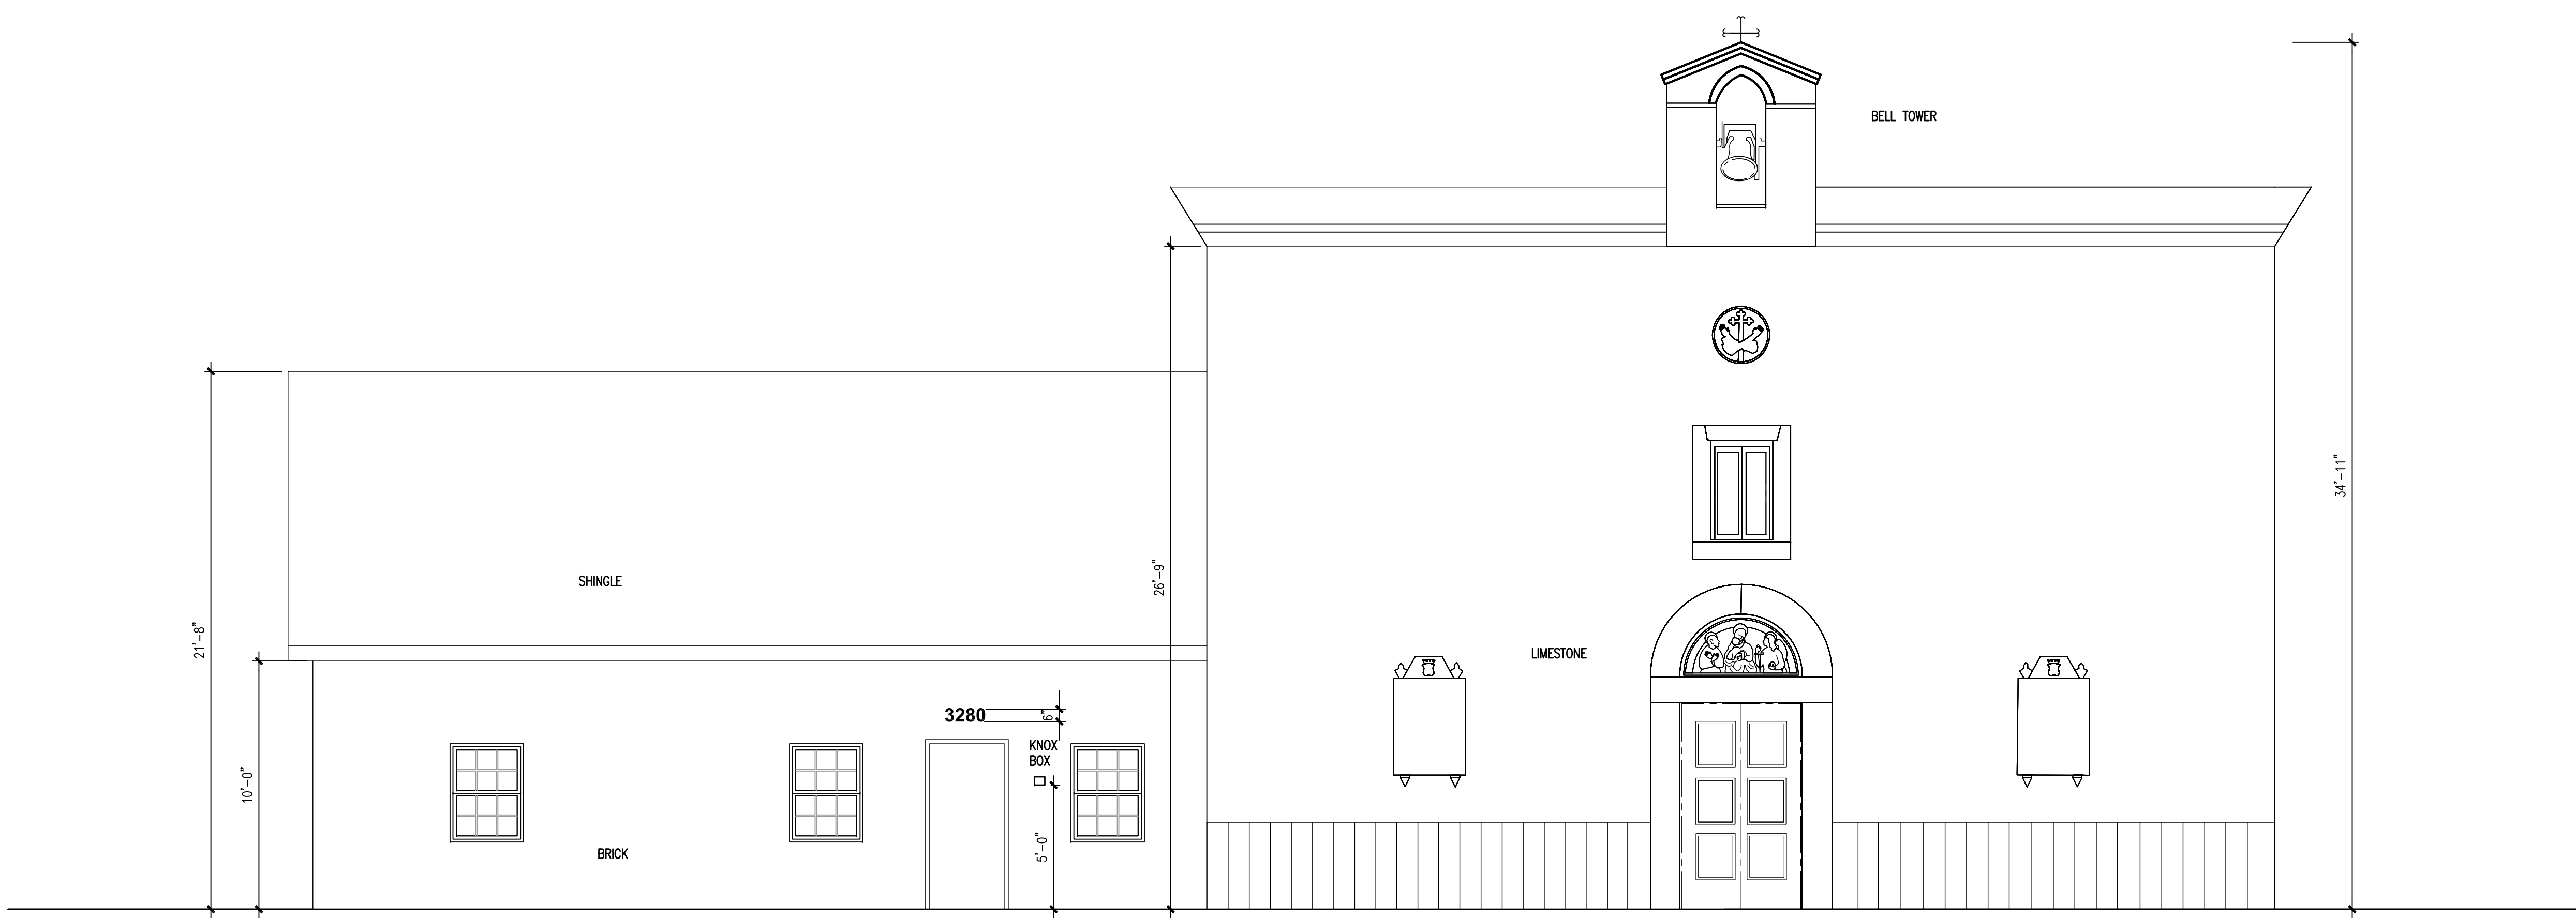 BELL TOWER
34'-11"
26'-9"
SHINGLE
21'-8"
LIMESTONE
3280
6"
KNOX
BOX
10'-0"
5'-0"
BRICK